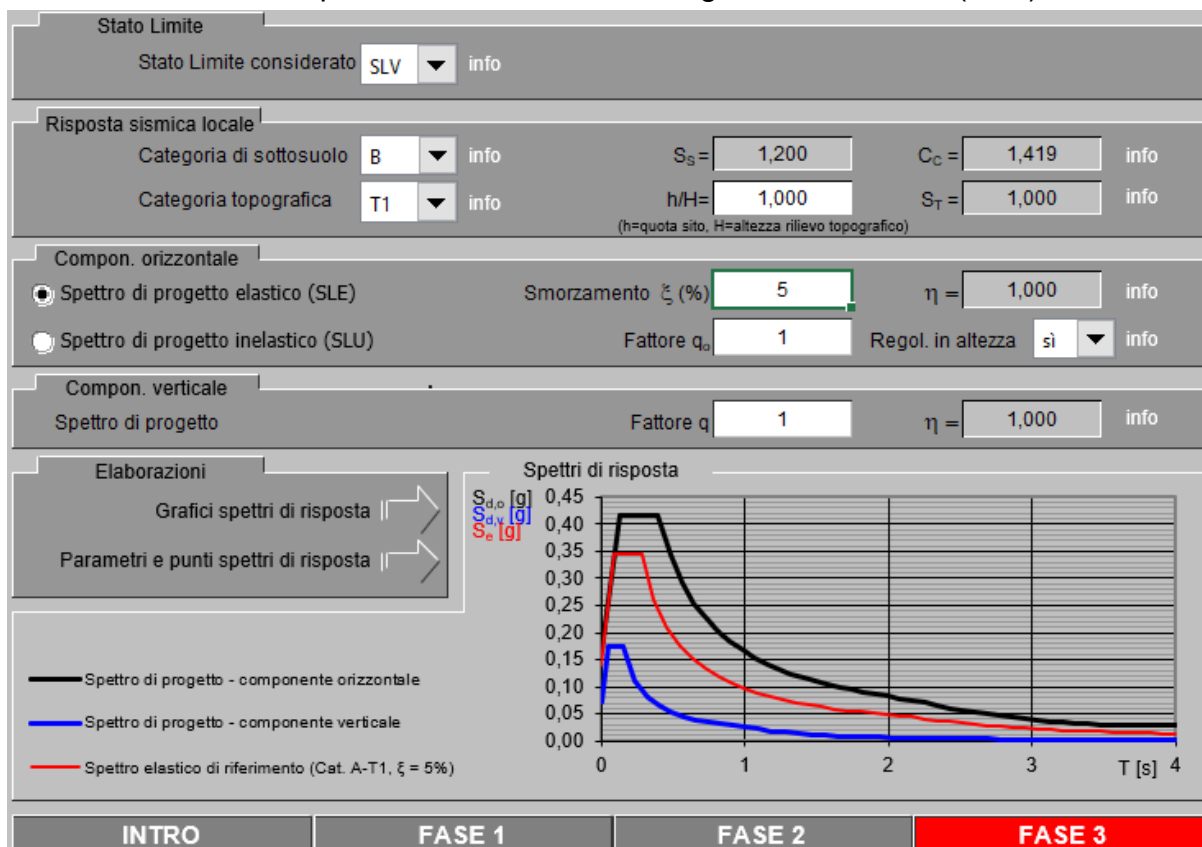 Stato Limite
Stato Limite considerato SLV info
Risposta sismica locale
Categoria di sottosuolo B info SS = 1,200 CC = 1,419 info
Categoria topografica T1 info h/H= 1,000 ST = 1,000 info
(h=quota sito, H=altezza rilievo topografico)
Compon. orizzontale
Spettro di progetto elastico (SLE) Smorzamento ξ (%) 5 η = 1,000 info
Spettro di progetto inelastico (SLU) Fattore qo 1 Regol. in altezza sì info
Compon. verticale
Spettro di progetto Fattore q 1 η = 1,000 info
Elaborazioni
Grafici spettri di risposta
Parametri e punti spettri di risposta
Spettri di risposta
Sd,o [g]
Sd,v [g]
Se [g]
0,45
0,40
0,35
0,30
0,25
0,20
0,15
0,10
0,05
0,00
0 1 2 3 T [s] 4
Spettro di progetto - componente orizzontale
Spettro di progetto - componente verticale
Spettro elastico di riferimento (Cat. A-T1, ξ = 5%)
INTRO FASE 1 FASE 2 FASE 3